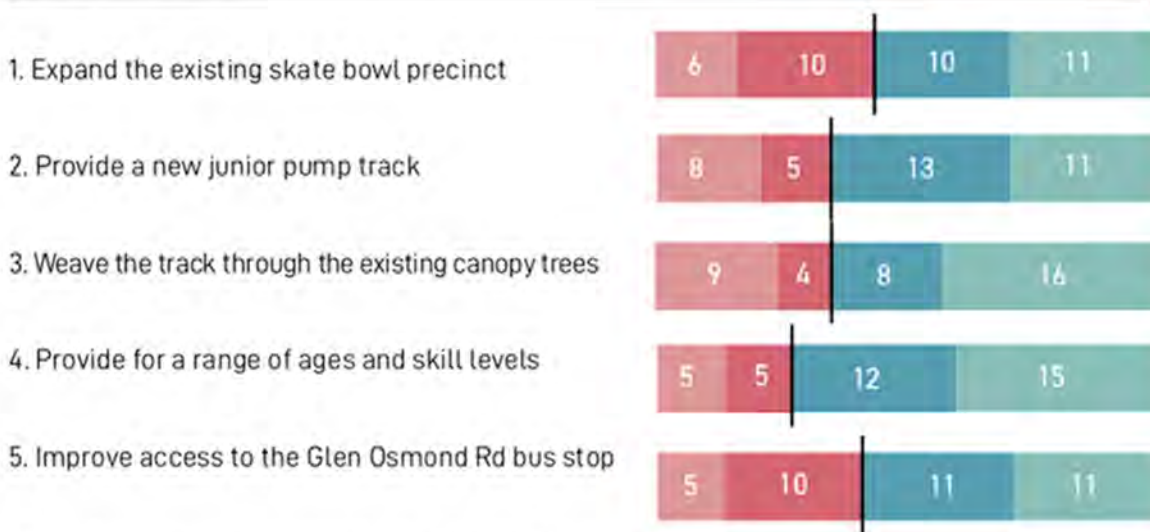 1. Expand the existing skate bowl precinct
6 10 10 11
2. Provide a new junior pump track
8 5 13 11
3. Weave the track through the existing canopy trees
9 4 8 16
4. Provide for a range of ages and skill levels
5 5 12 15
5. Improve access to the Glen Osmond Rd bus stop
5 10 11 11